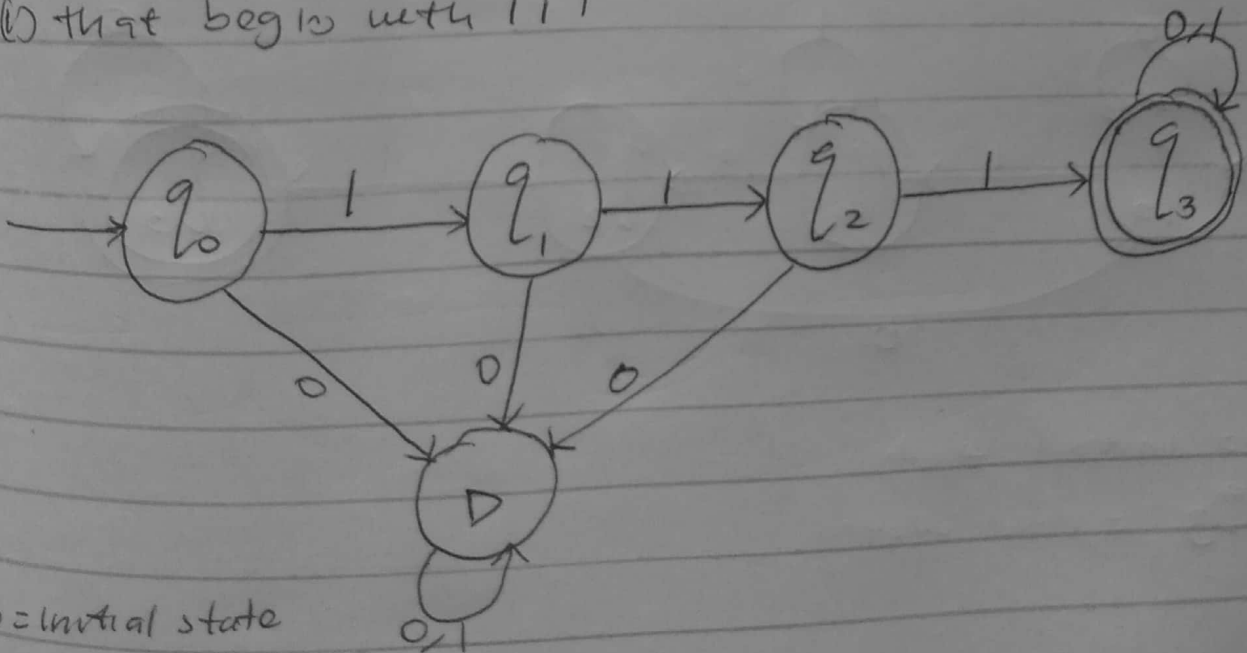 that begin with 111
0,1
q0 1 q1 1 q2 1 q3
0 0 0
D
= initial state
0,1